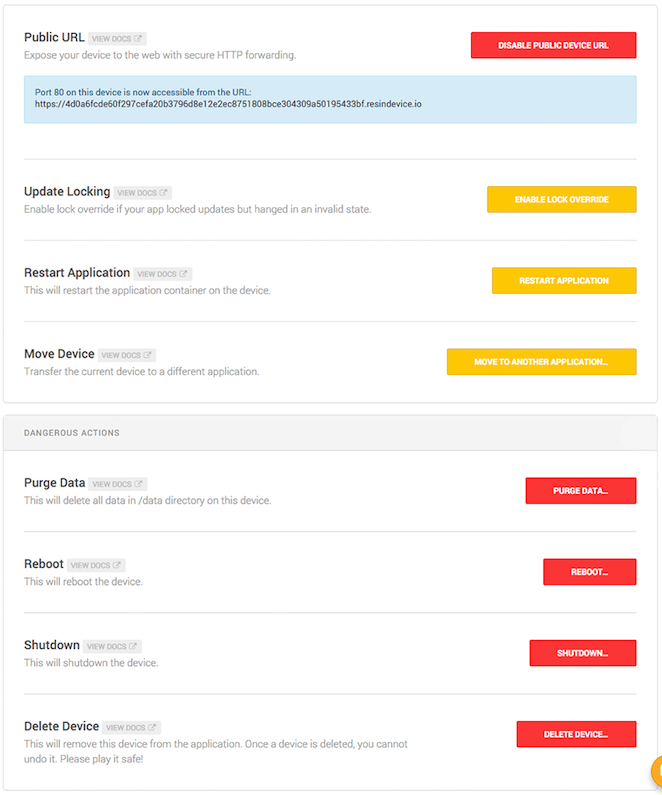 Public URL VIEW DOCS
DISABLE PUBLIC DEVICE URL
Expose your device to the web with secure HTTP forwarding.
Port 80 on this device is now accessible from the URL:
https://4d0a6fcde60f297cefa20b3796d8e12e2ec8751808bce304309a50195433bf.resindevice.io
Update Locking VIEW DOCS
ENABLE LOCK OVERRIDE
Enable lock override if your app locked updates but hanged in an invalid state.
Restart Application VIEW DOCS
RESTART APPLICATION
This will restart the application container on the device.
Move Device VIEW DOCS
MOVE TO ANOTHER APPLICATION...
Transfer the current device to a different application.
DANGEROUS ACTIONS
Purge Data VIEW DOCS
PURGE DATA...
This will delete all data in /data directory on this device.
Reboot VIEW DOCS
REBOOT...
This will reboot the device.
Shutdown VIEW DOCS
SHUTDOWN...
This will shutdown the device.
Delete Device VIEW DOCS
DELETE DEVICE...
This will remove this device from the application. Once a device is deleted, you cannot
undo it. Please play it safe!